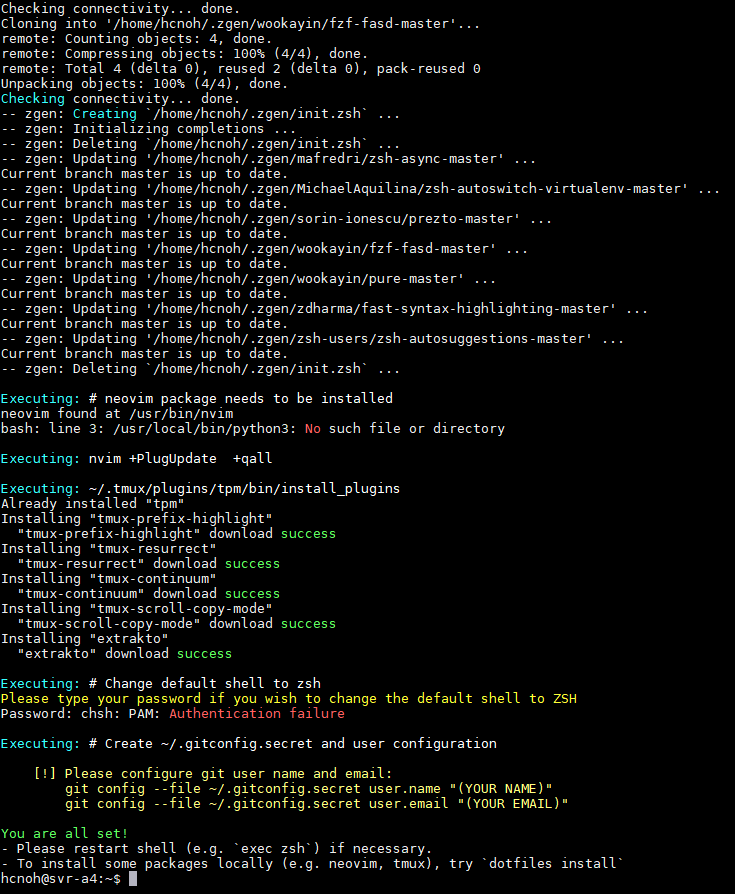 Checking connectivity... done.
Cloning into '/home/hcnoh/.zgen/wookayin/fzf-fasd-master'...
remote: Counting objects: 4, done.
remote: Compressing objects: 100% (4/4), done.
remote: Total 4 (delta 0), reused 2 (delta 0), pack-reused 0
Unpacking objects: 100% (4/4), done.
Checking connectivity... done.
-- zgen: Creating `/home/hcnoh/.zgen/init.zsh` ...
-- zgen: Initializing completions ...
-- zgen: Deleting `/home/hcnoh/.zgen/init.zsh` ...
-- zgen: Updating '/home/hcnoh/.zgen/mafredri/zsh-async-master' ...
Current branch master is up to date.
-- zgen: Updating '/home/hcnoh/.zgen/MichaelAquilina/zsh-autoswitch-virtualenv-master' ...
Current branch master is up to date.
-- zgen: Updating '/home/hcnoh/.zgen/sorin-ionescu/prezto-master' ...
Current branch master is up to date.
-- zgen: Updating '/home/hcnoh/.zgen/wookayin/fzf-fasd-master' ...
Current branch master is up to date.
-- zgen: Updating '/home/hcnoh/.zgen/wookayin/pure-master' ...
Current branch master is up to date.
-- zgen: Updating '/home/hcnoh/.zgen/zdharma/fast-syntax-highlighting-master' ...
Current branch master is up to date.
-- zgen: Updating '/home/hcnoh/.zgen/zsh-users/zsh-autosuggestions-master' ...
Current branch master is up to date.
-- zgen: Deleting `/home/hcnoh/.zgen/init.zsh` ...
Executing: # neovim package needs to be installed
neovim found at /usr/bin/nvim
bash: line 3: /usr/local/bin/python3: No such file or directory
Executing: nvim +PlugUpdate  +qall
Executing: ~/.tmux/plugins/tpm/bin/install_plugins
Already installed "tpm"
Installing "tmux-prefix-highlight"
  "tmux-prefix-highlight" download success
Installing "tmux-resurrect"
  "tmux-resurrect" download success
Installing "tmux-continuum"
  "tmux-continuum" download success
Installing "tmux-scroll-copy-mode"
  "tmux-scroll-copy-mode" download success
Installing "extrakto"
  "extrakto" download success
Executing: # Change default shell to zsh
Please type your password if you wish to change the default shell to ZSH
Password: chsh: PAM: Authentication failure
Executing: # Create ~/.gitconfig.secret and user configuration
    [!] Please configure git user name and email:
        git config --file ~/.gitconfig.secret user.name "(YOUR NAME)"
        git config --file ~/.gitconfig.secret user.email "(YOUR EMAIL)"
You are all set!
- Please restart shell (e.g. `exec zsh`) if necessary.
- To install some packages locally (e.g. neovim, tmux), try `dotfiles install`
hcnoh@svr-a4:~$